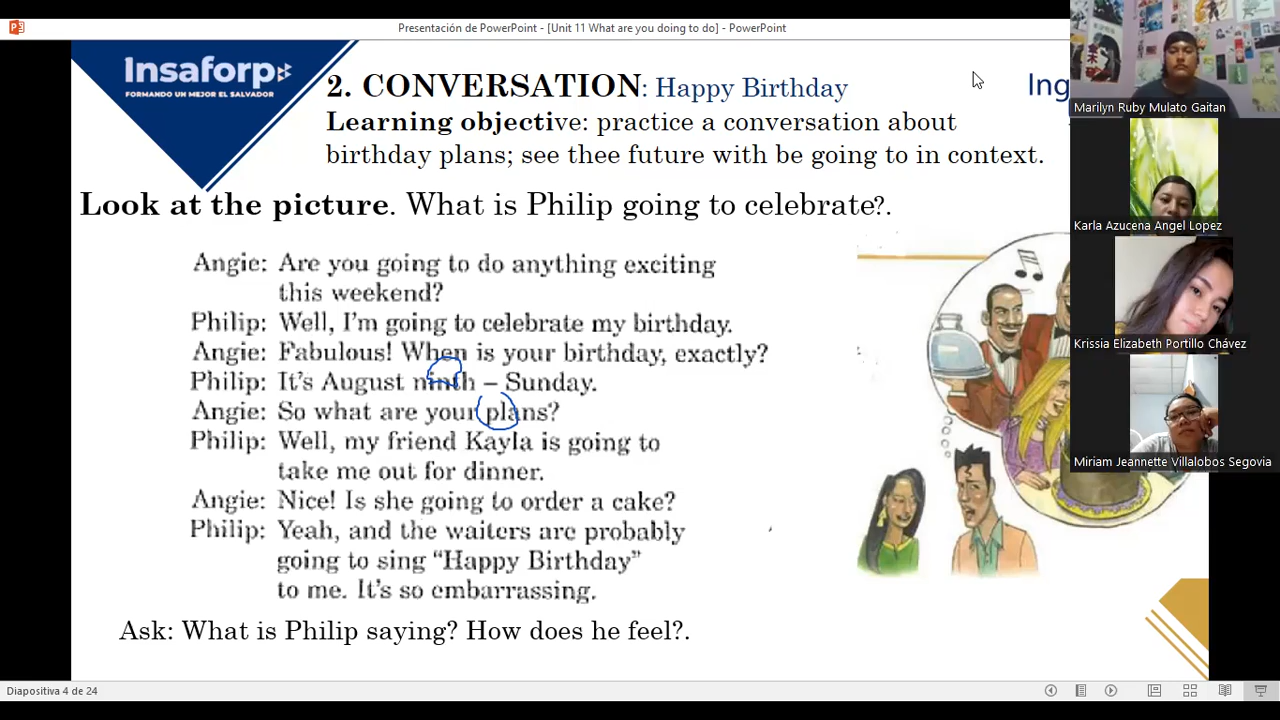 Presentación de PowerPoint - [Unit 11 What are you doing to do] - PowerPoint
Insaforp
FORMANDO UN MEJOR EL SALVADOR
2. CONVERSATION: Happy Birthday
Ing
Learning objective: practice a conversation about
birthday plans; see thee future with be going to in context.
Look at the picture. What is Philip going to celebrate?.
Angie: Are you going to do anything exciting
this weekend?
Philip: Well, I'm going to celebrate my birthday.
Angie: Fabulous! When is your birthday, exactly?
Philip: It's August ninth – Sunday.
Angie: So what are your plans?
Philip: Well, my friend Kayla is going to
take me out for dinner.
Angie: Nice! Is she going to order a cake?
Philip: Yeah, and the waiters are probably
going to sing "Happy Birthday"
to me. It's so embarrassing.
Ask: What is Philip saying? How does he feel?.
Marilyn Ruby Mulato Gaitan
Karla Azucena Angel Lopez
Krissia Elizabeth Portillo Chávez
Miriam Jeannette Villalobos Segovia
Diapositiva 4 de 24